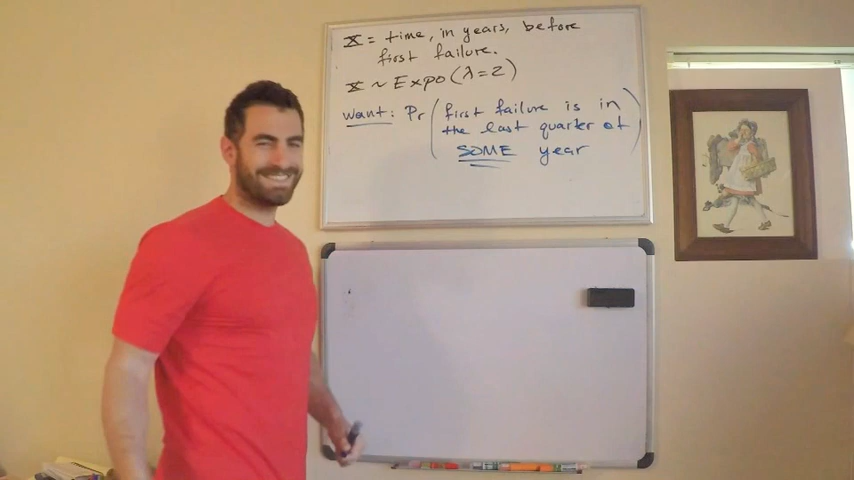 X = time, in years, before
first failure.
X ~ Expo(λ=2)
Want: Pr(first failure is in
the last quarter of
SOME year)